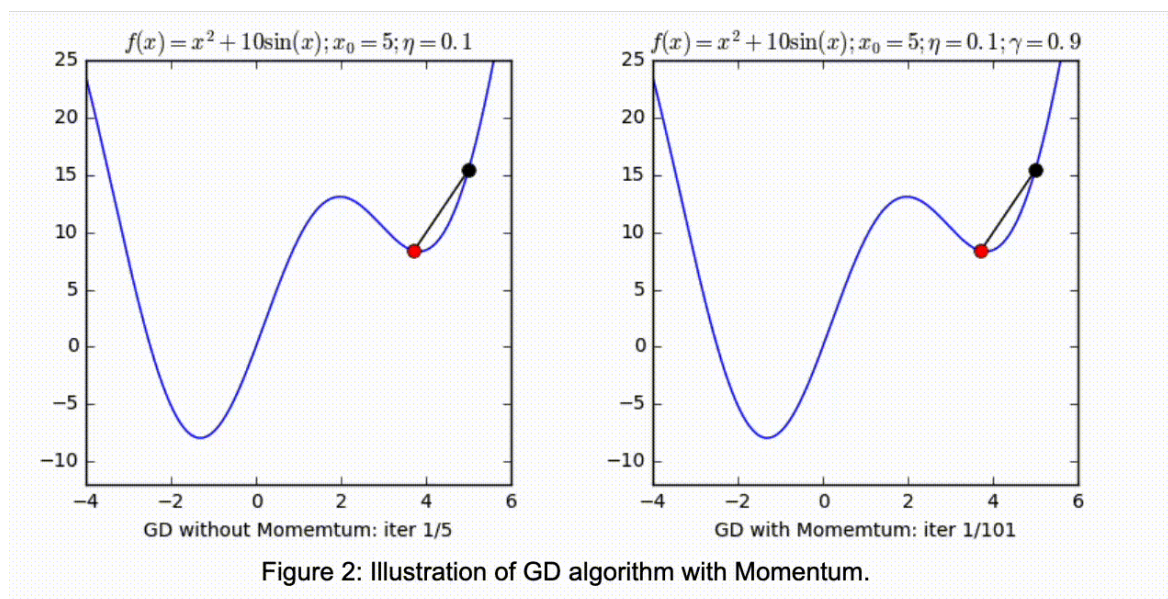 f(x) = x² + 10sin(x); x₀ = 5; η = 0.1
25
20
15
10
5
0
−5
−10
−4 −2 0 2 4 6
GD without Momemtum: iter 1/5
f(x) = x² + 10sin(x); x₀ = 5; η = 0.1; γ = 0.9
25
20
15
10
5
0
−5
−10
−4 −2 0 2 4 6
GD with Momemtum: iter 1/101
Figure 2: Illustration of GD algorithm with Momentum.